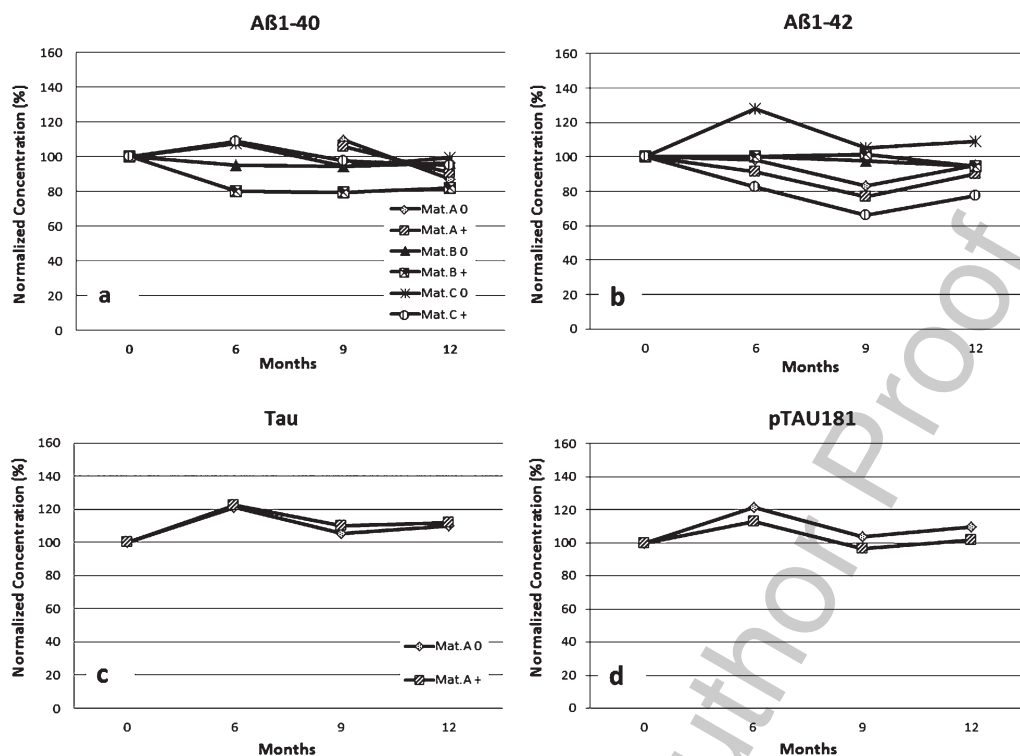 Aß1-40
Normalized Concentration (%)
160
140
120
100
80
60
40
20
0
a
Mat.A 0
Mat.A +
Mat.B 0
Mat.B +
Mat.C 0
Mat.C +
0 6 9 12
Months
Aß1-42
Normalized Concentration (%)
160
140
120
100
80
60
40
20
0
b
0 6 9 12
Months
Tau
Normalized Concentration (%)
160
140
120
100
80
60
40
20
0
c
Mat.A 0
Mat.A +
0 6 9 12
Months
pTAU181
Normalized Concentration (%)
160
140
120
100
80
60
40
20
0
d
0 6 9 12
Months
uthor Proof